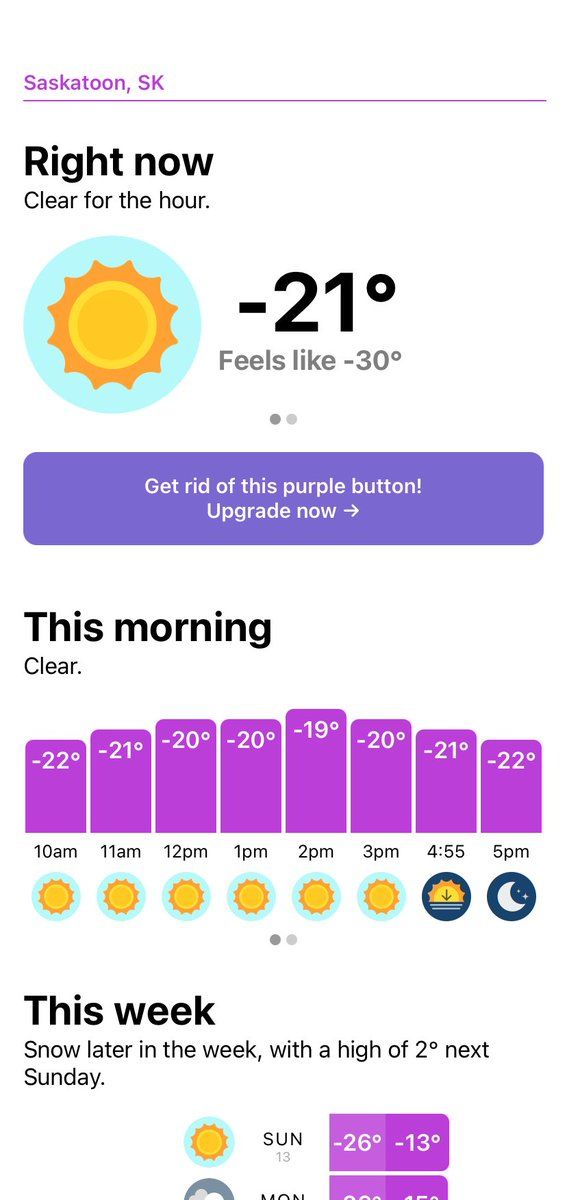 Saskatoon, SK
Right now
Clear for the hour.
-21°
Feels like -30°
Get rid of this purple button!
Upgrade now →
This morning
Clear.
-22° -21° -20° -20° -19° -20° -21° -22°
10am 11am 12pm 1pm 2pm 3pm 4:55 5pm
This week
Snow later in the week, with a high of 2° next
Sunday.
SUN -26° -13°
13
MON